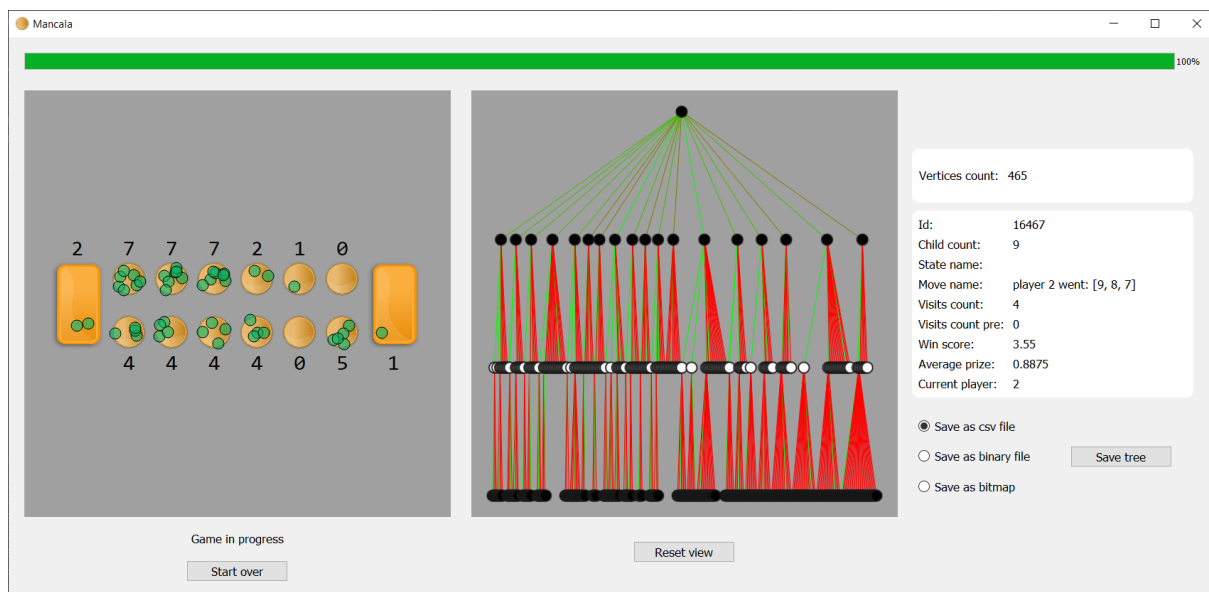 Mancala
100%
2 7 7 7 2 1 0
4 4 4 4 0 5 1
Game in progress
Start over
Reset view
Vertices count: 465
Id: 16467
Child count: 9
State name:
Move name: player 2 went: [9, 8, 7]
Visits count: 4
Visits count pre: 0
Win score: 3.55
Average prize: 0.8875
Current player: 2
Save as csv file
Save as binary file
Save tree
Save as bitmap